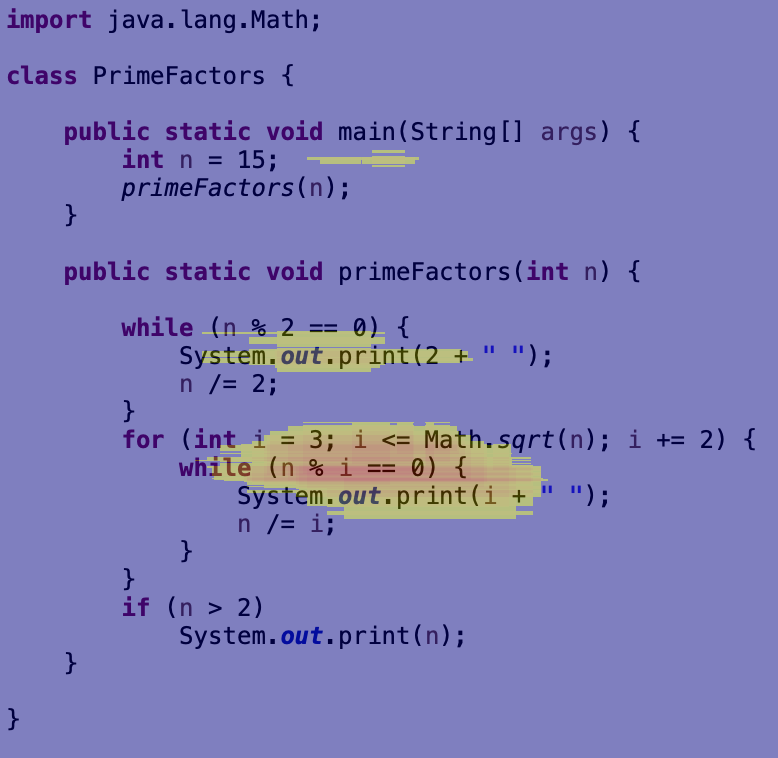 import java.lang.Math;
class PrimeFactors {
public static void main(String[] args) {
int n = 15;
primeFactors(n);
}
public static void primeFactors(int n) {
while (n % 2 == 0) {
System.out.print(2 + " ");
n /= 2;
}
for (int i = 3; i <= Math.sqrt(n); i += 2) {
while (n % i == 0) {
System.out.print(i + " ");
n /= i;
}
}
if (n > 2)
System.out.print(n);
}
}